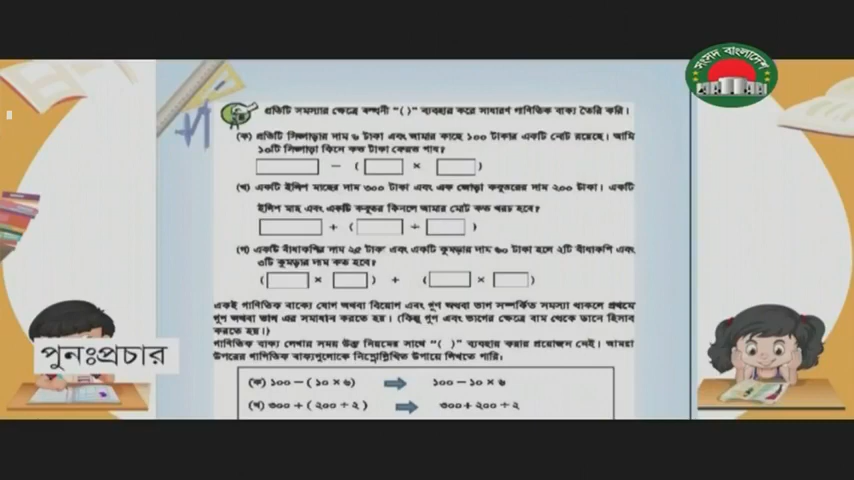 সংসদ বাংলাদেশ
প্রতিটি সমস্যার ক্ষেত্রে বন্ধনী “( )” ব্যবহার করে সাধারণ গাণিতিক বাক্য তৈরি করি।
(ক) প্রতিটি সিঙ্গাড়ার দাম ৬ টাকা এবং আমার কাছে ১০০ টাকার একটি নোট রয়েছে। আমি
১০টি সিঙ্গাড়া কিনে কত টাকা ফেরত পাব?
− ( × )
(খ) একটি ইলিশ মাছের দাম ৩০০ টাকা এবং এক জোড়া কবুতরের দাম ২০০ টাকা। একটি
ইলিশ মাছ এবং একটি কবুতর কিনলে আমার মোট কত খরচ হবে?
+ ( ÷ )
(গ) একটি বাঁধাকপির দাম ২৫ টাকা এবং একটি কুমড়ার দাম ৬০ টাকা হলে ২টি বাঁধাকপি এবং
৩টি কুমড়ার দাম কত হবে?
( × ) + ( × )
একই গাণিতিক বাক্যে যোগ অথবা বিয়োগ এবং গুণ অথবা ভাগ সম্পর্কিত সমস্যা থাকলে প্রথমে
গুণ অথবা ভাগ এর সমাধান করতে হয়। (কিন্তু গুণ এবং ভাগের ক্ষেত্রে বাম থেকে ডানে হিসাব
করতে হয়।)
গাণিতিক বাক্য লেখার সময় উক্ত নিয়মের সাথে “( )” ব্যবহার করার প্রয়োজন নেই। আমরা
উপরের গাণিতিক বাক্যগুলোকে নিম্নোল্লিখিত উপায়ে লিখতে পারি।
পুনঃপ্রচার
(ক) ১০০ − ( ১০ × ৬) ➡ ১০০ − ১০ × ৬
(খ) ৩০০ + ( ২০০ ÷ ২ ) ➡ ৩০০ + ২০০ ÷ ২